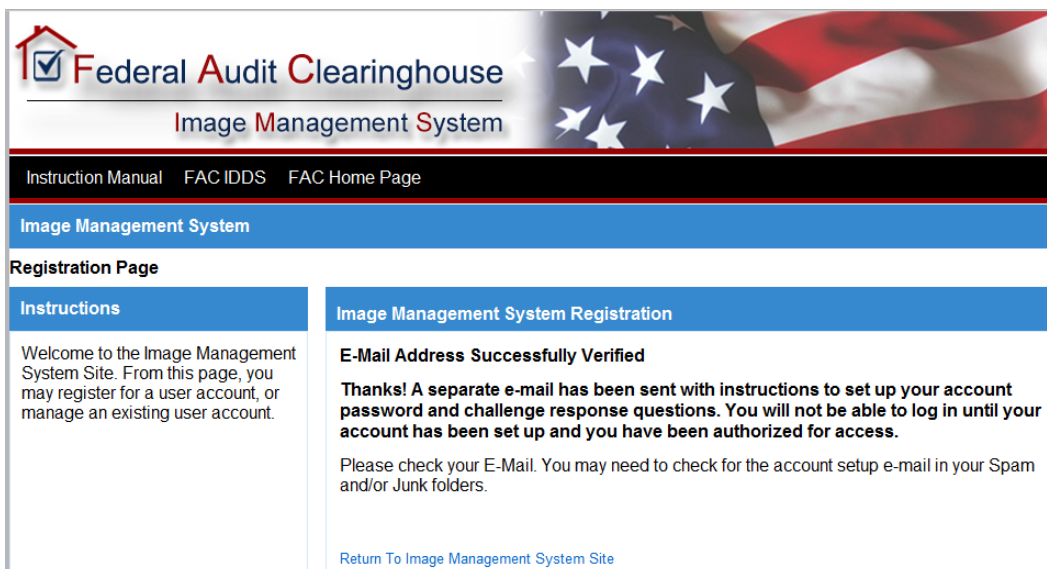 Federal Audit Clearinghouse
Image Management System
Instruction Manual FAC IDDS FAC Home Page
Image Management System
Registration Page
Instructions
Welcome to the Image Management
System Site. From this page, you
may register for a user account, or
manage an existing user account.
Image Management System Registration
E-Mail Address Successfully Verified
Thanks! A separate e-mail has been sent with instructions to set up your account
password and challenge response questions. You will not be able to log in until your
account has been set up and you have been authorized for access.
Please check your E-Mail. You may need to check for the account setup e-mail in your Spam
and/or Junk folders.
Return To Image Management System Site